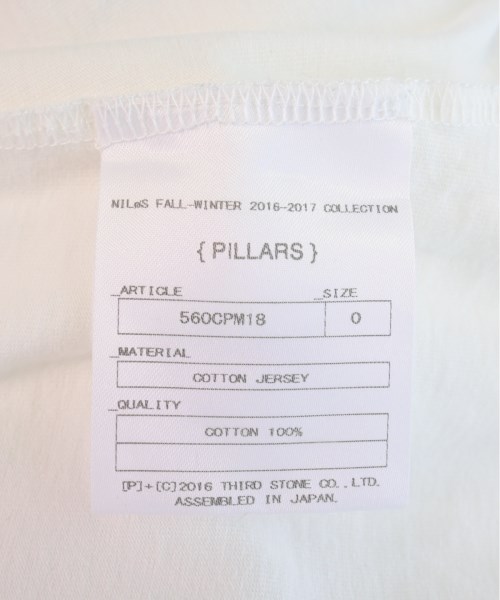 NILøS FALL-WINTER 2016-2017 COLLECTION
{ PILLARS }
_ARTICLE _SIZE
560CPM18 0
_MATERIAL
COTTON JERSEY
_QUALITY
COTTON 100%
[P]+[C]2016 THIRD STONE CO.,LTD.
ASSEMBLED IN JAPAN.